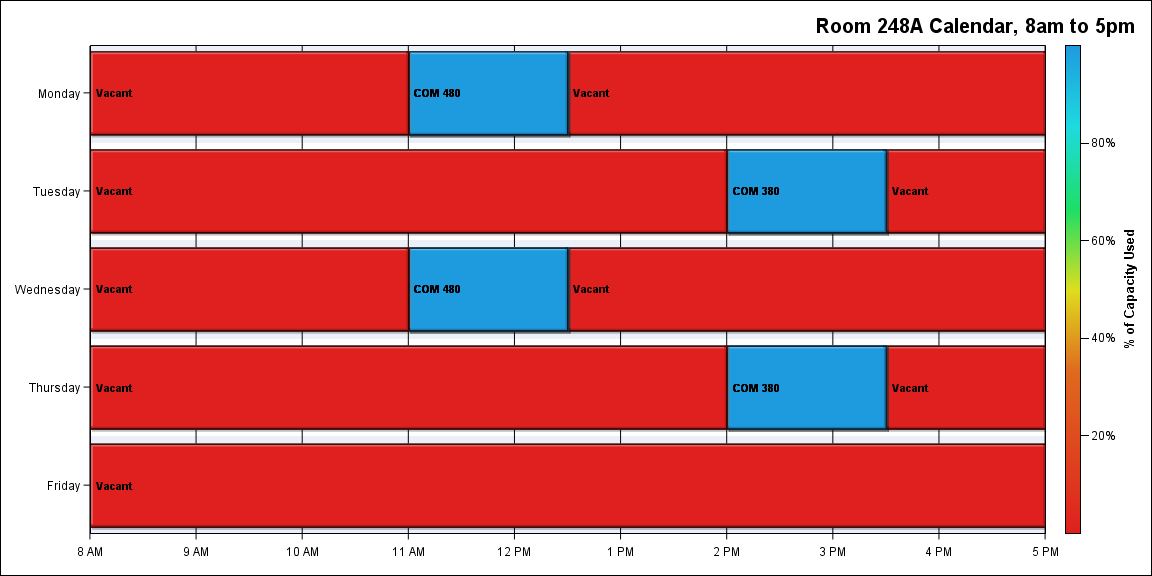 Room 248A Calendar, 8am to 5pm
Monday
Vacant
COM 480
Vacant
Tuesday
Vacant
COM 380
Vacant
Wednesday
Vacant
COM 480
Vacant
Thursday
Vacant
COM 380
Vacant
Friday
Vacant
8 AM
9 AM
10 AM
11 AM
12 PM
1 PM
2 PM
3 PM
4 PM
5 PM
80%
60%
40%
20%
% of Capacity Used